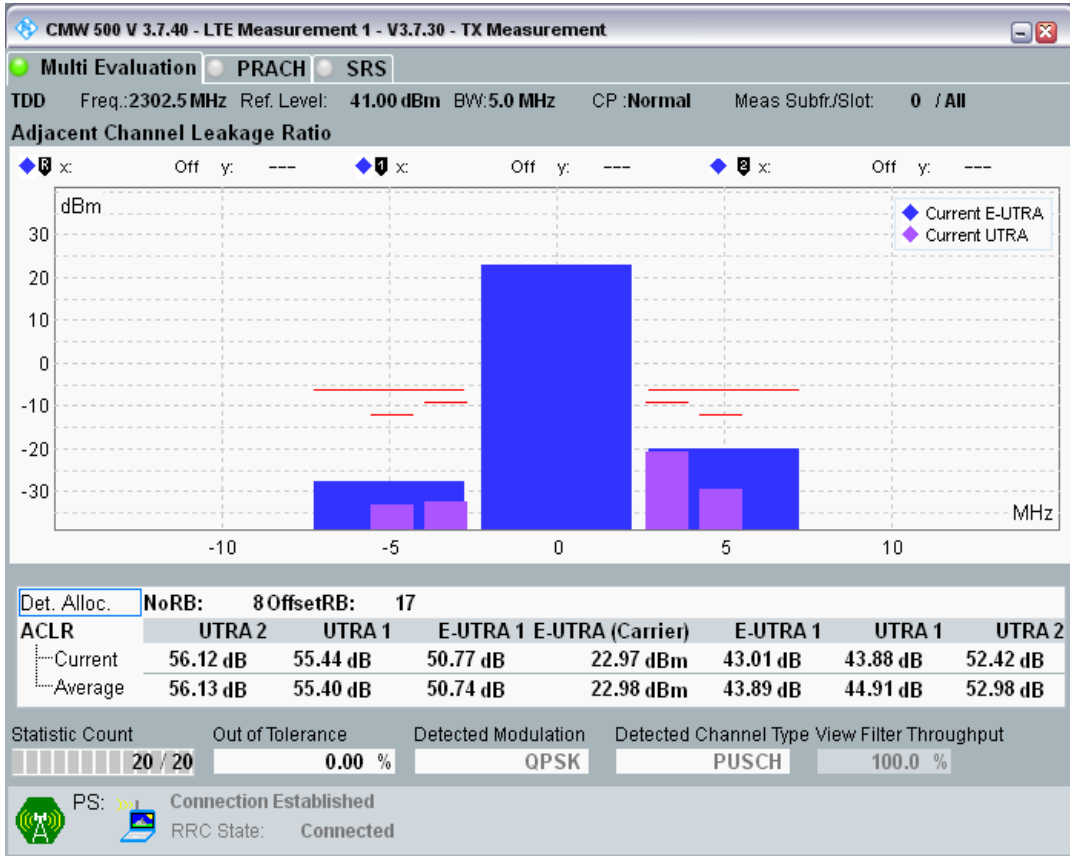 CMW 500 V 3.7.40 - LTE Measurement 1 - V3.7.30 - TX Measurement
Multi Evaluation PRACH SRS
TDD Freq.:2302.5 MHz Ref. Level: 41.00 dBm BW:5.0 MHz CP :Normal Meas Subfr./Slot: 0 / All
Adjacent Channel Leakage Ratio
R x: Off y: --- 1 x: Off y: --- 2 x: Off y: ---
dBm
Current E-UTRA
Current UTRA
30
20
10
0
-10
-20
-30
MHz
-10 -5 0 5 10
Det. Alloc. NoRB: 8 OffsetRB: 17
ACLR UTRA 2 UTRA 1 E-UTRA 1 E-UTRA (Carrier) E-UTRA 1 UTRA 1 UTRA 2
Current 56.12 dB 55.44 dB 50.77 dB 22.97 dBm 43.01 dB 43.88 dB 52.42 dB
Average 56.13 dB 55.40 dB 50.74 dB 22.98 dBm 43.89 dB 44.91 dB 52.98 dB
Statistic Count Out of Tolerance Detected Modulation Detected Channel Type View Filter Throughput
20 / 20 0.00 % QPSK PUSCH 100.0 %
PS: Connection Established
RRC State: Connected